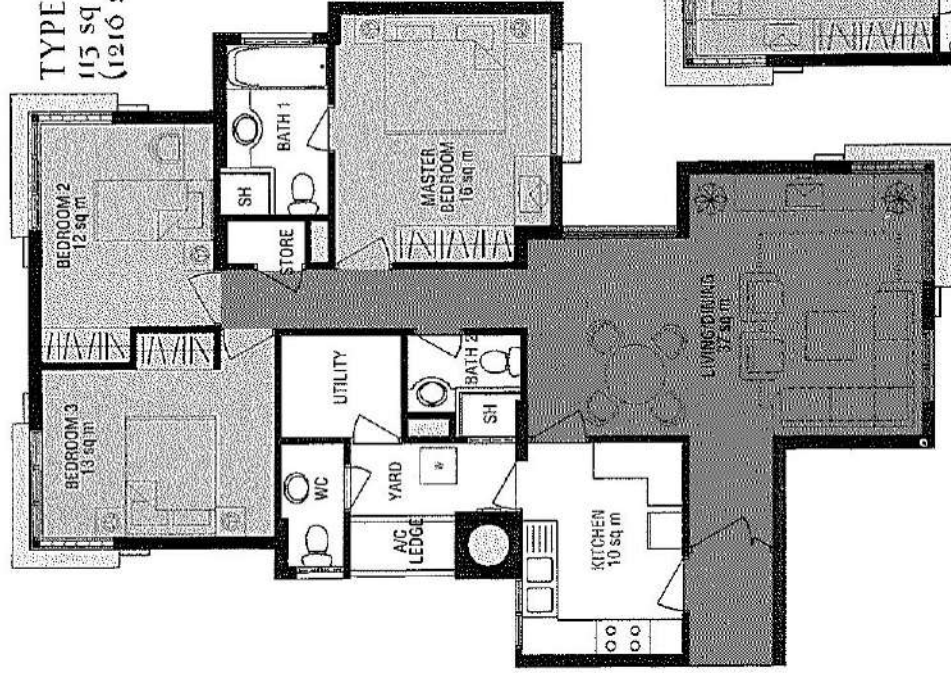 TYPE
113 sq
(1216
BEDROOM 2
12 sq m
BEDROOM 3
13 sq m
BATH 1
SH
STORE
MASTER
BEDROOM
16 sq m
UTILITY
BATH 2
SH
WC
YARD
W
A/C
LEDGE
KITCHEN
10 sq m
LIVING/DINING
37 sq m